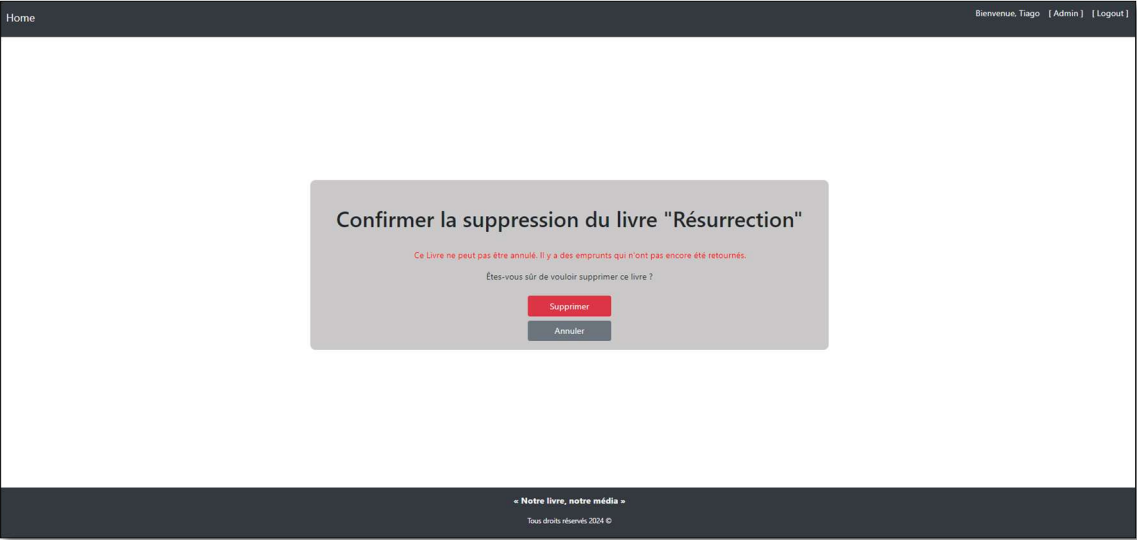 Home
Bienvenue, Tiago [ Admin ] [ Logout ]
Confirmer la suppression du livre "Résurrection"
Ce Livre ne peut pas être annulé. Il y a des emprunts qui n'ont pas encore été retournés.
Êtes-vous sûr de vouloir supprimer ce livre ?
Supprimer
Annuler
« Notre livre, notre média »
Tous droits réservés 2024 ©